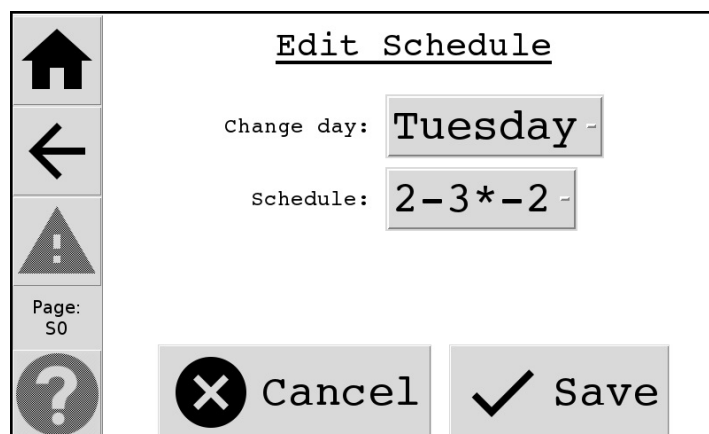 Edit Schedule
Change day: Tuesday
Schedule: 2-3*-2
Page:
S0
Cancel Save